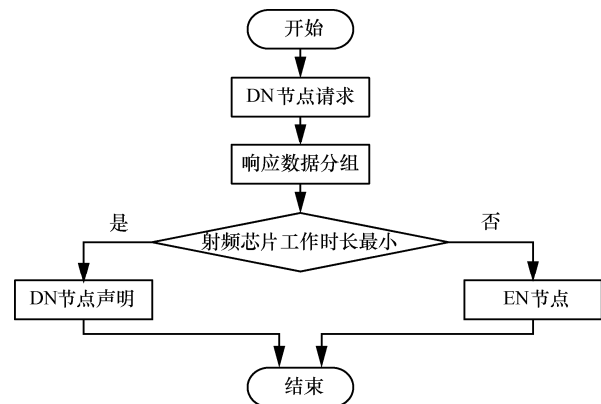 开始
DN节点请求
响应数据分组
射频芯片工作时长最小
是
否
DN节点声明
EN节点
结束